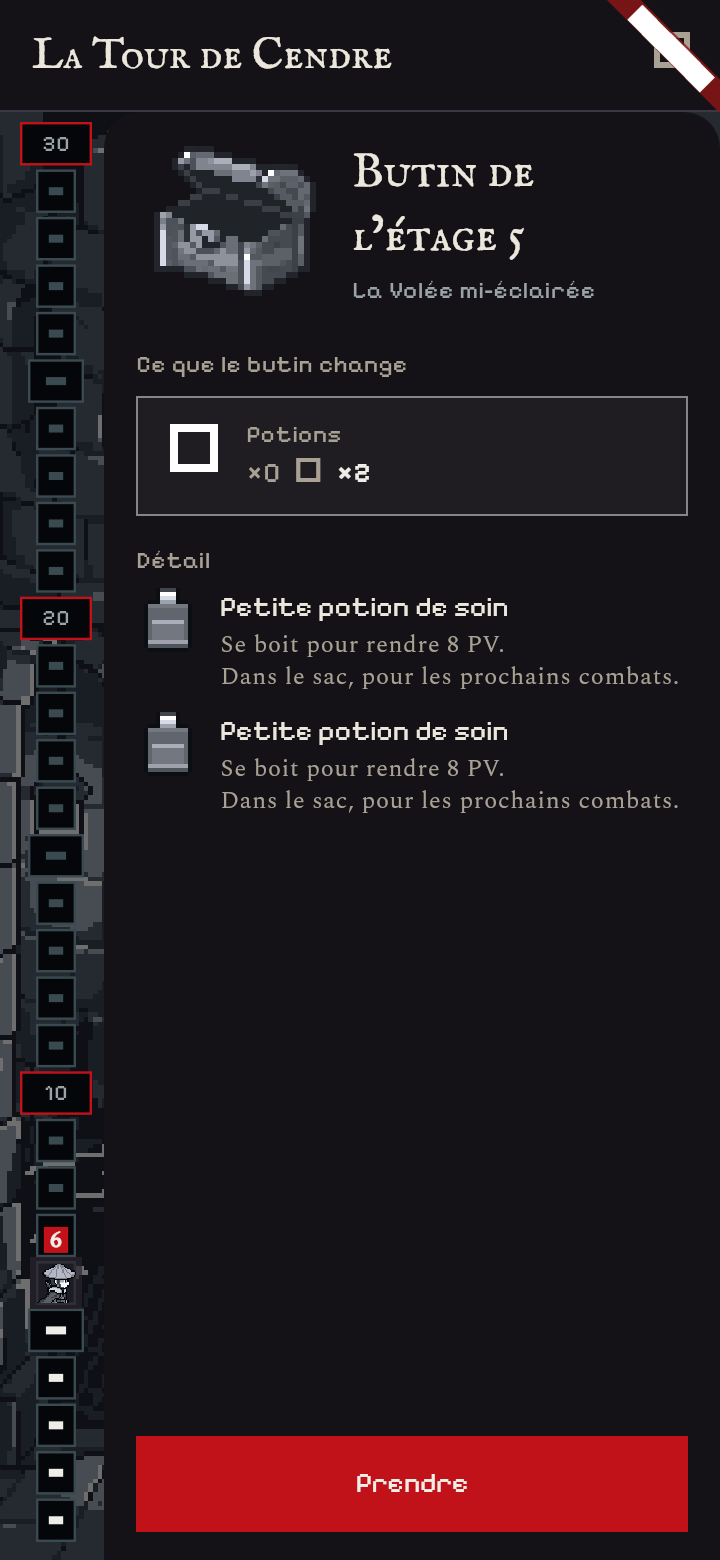 La Tour de Cendre
30
Butin de
l'étage 5
La Volée mi-éclairée
Ce que le butin change
Potions
×0 ×2
Détail
Petite potion de soin
Se boit pour rendre 8 PV.
Dans le sac, pour les prochains combats.
Petite potion de soin
Se boit pour rendre 8 PV.
Dans le sac, pour les prochains combats.
20
10
6
Prendre